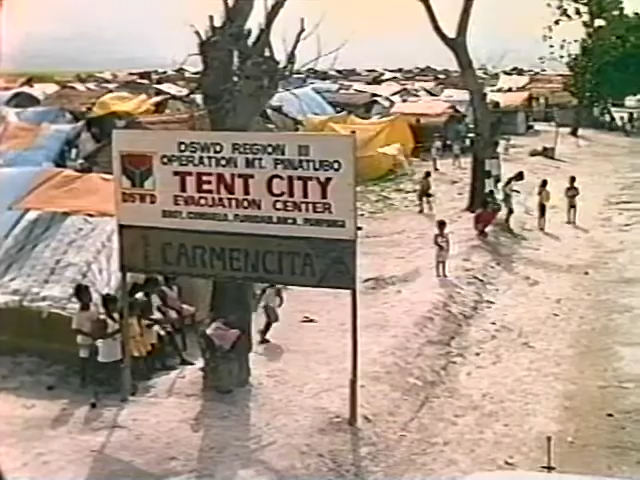 DSWD REGION III
OPERATION MT. PINATUBO
TENT CITY
EVACUATION CENTER
DSWD
CARMENCITA